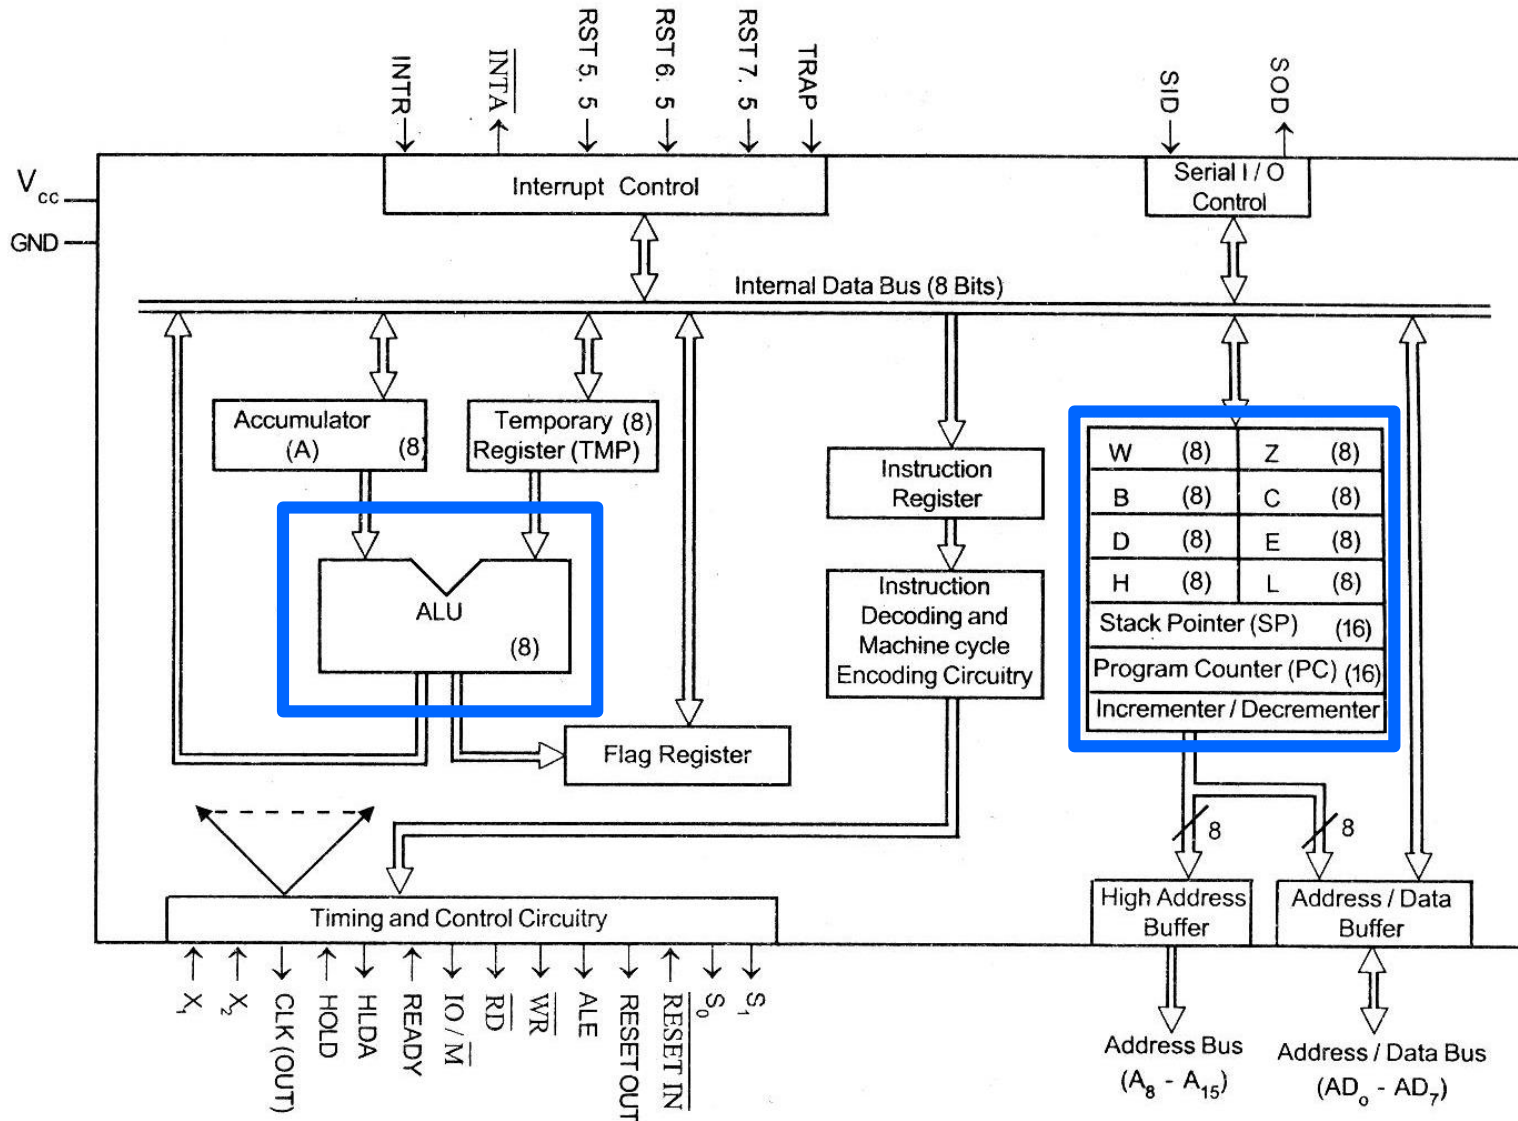 INTR
INTA
RST 5. 5
RST 6. 5
RST 7. 5
TRAP
SID
SOD
Vcc
GND
Interrupt Control
Serial I / O
Control
Internal Data Bus (8 Bits)
Accumulator
(A) (8)
Temporary (8)
Register (TMP)
Instruction
Register
W (8) Z (8)
B (8) C (8)
D (8) E (8)
H (8) L (8)
Stack Pointer (SP) (16)
Program Counter (PC) (16)
Incrementer / Decrementer
ALU
(8)
Instruction
Decoding and
Machine cycle
Encoding Circuitry
Flag Register
8
8
Timing and Control Circuitry
High Address
Buffer
Address / Data
Buffer
X1
X2
CLK (OUT)
HOLD
HLDA
READY
IO / M
RD
WR
ALE
RESET OUT
RESET IN
S0
S1
Address Bus
(A8 - A15)
Address / Data Bus
(ADo - AD7)